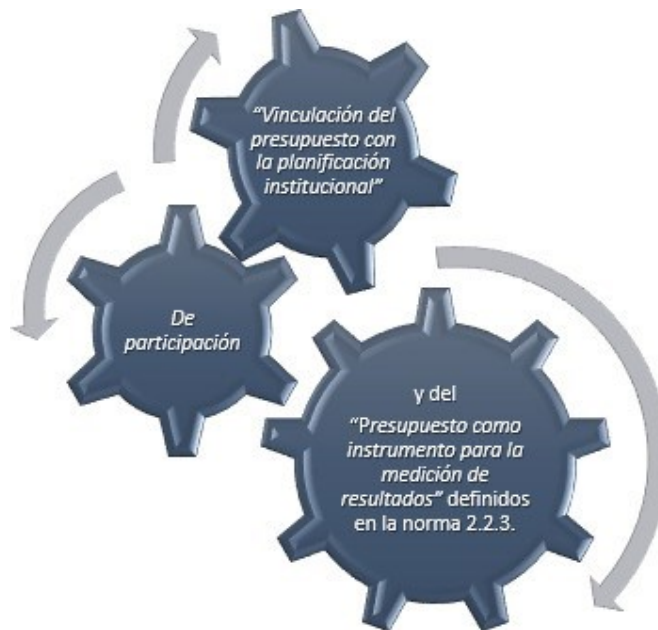 “Vinculación del
presupuesto con
la planificación
institucional”
De
participación
y del
“Presupuesto como
instrumento para la
medición de
resultados” definidos
en la norma 2.2.3.